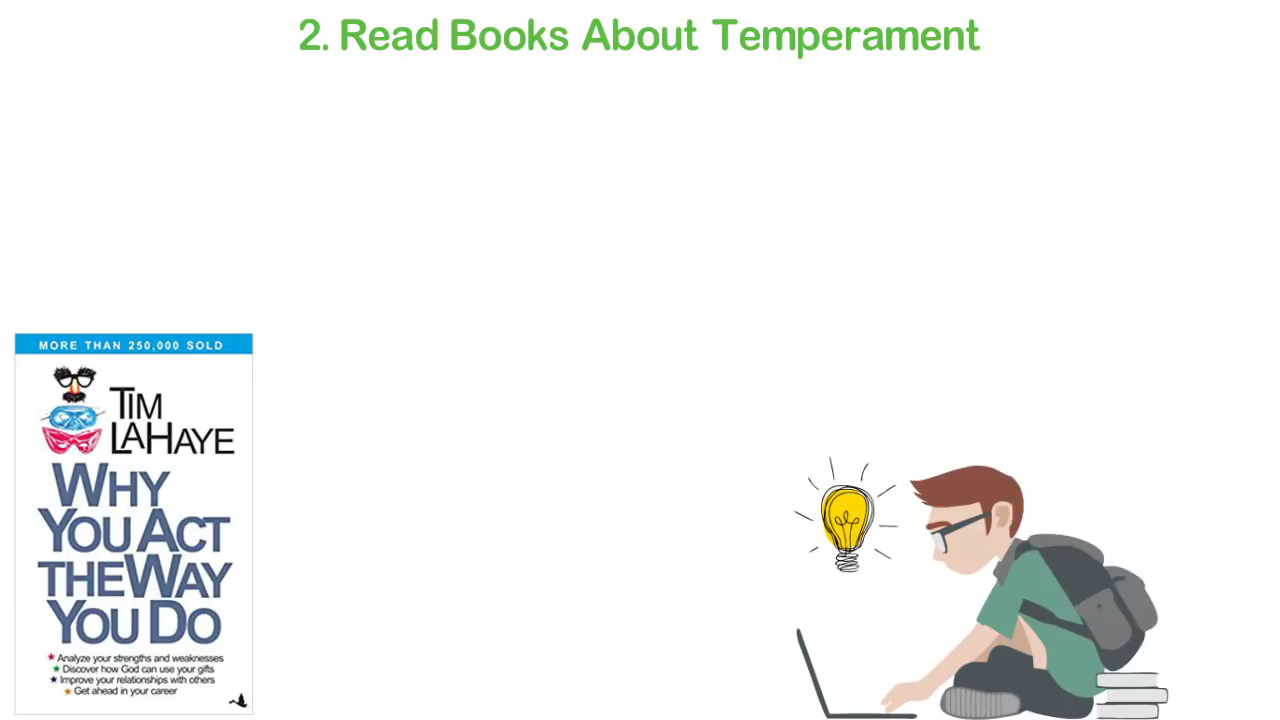 2. Read Books About Temperament
MORE THAN 250,000 SOLD
TIM
LAHAYE
WHY
YOU ACT
THE WAY
YOU DO
Analyze your strengths and weaknesses
Discover how God can use your gifts
Improve your relationships with others
Get ahead in your career